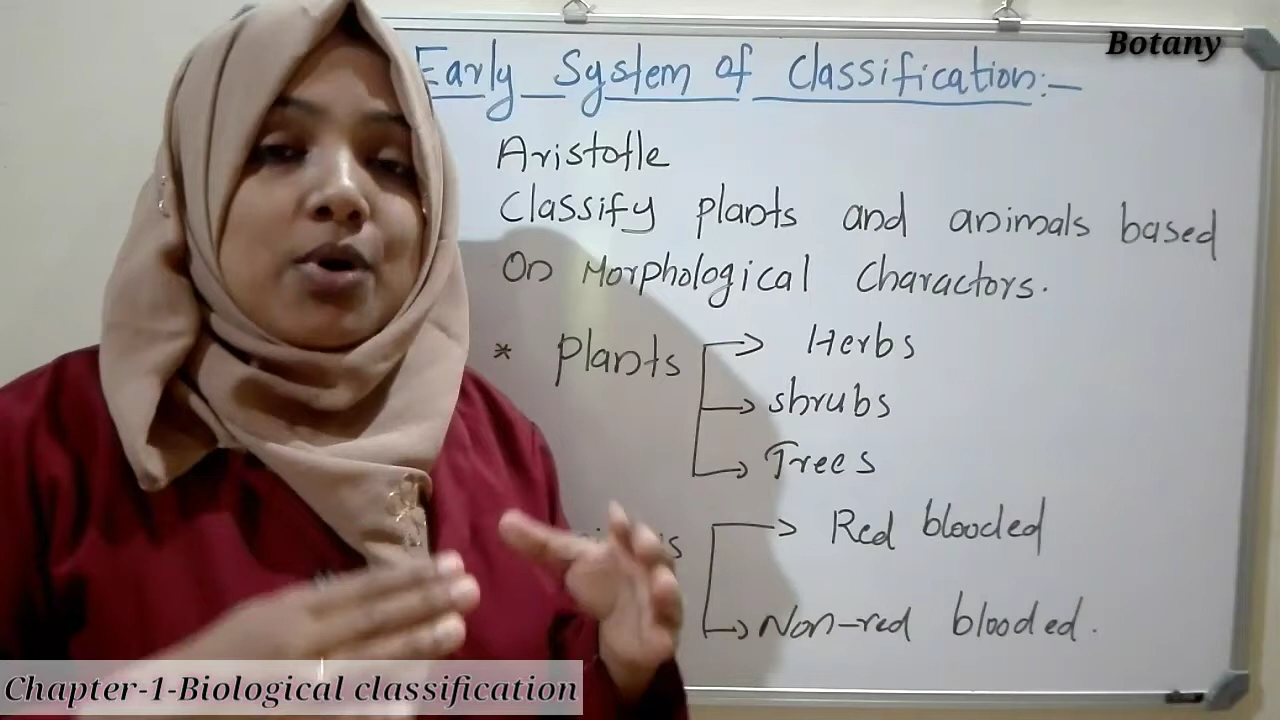 Botany
Early System of Classification:-
Aristotle
Classify plants and animals based
On Morphological Charactors.
* Plants → Herbs
→ shrubs
→ Trees
→ Red blooded
→ Non-red blooded.
Chapter-1-Biological classification